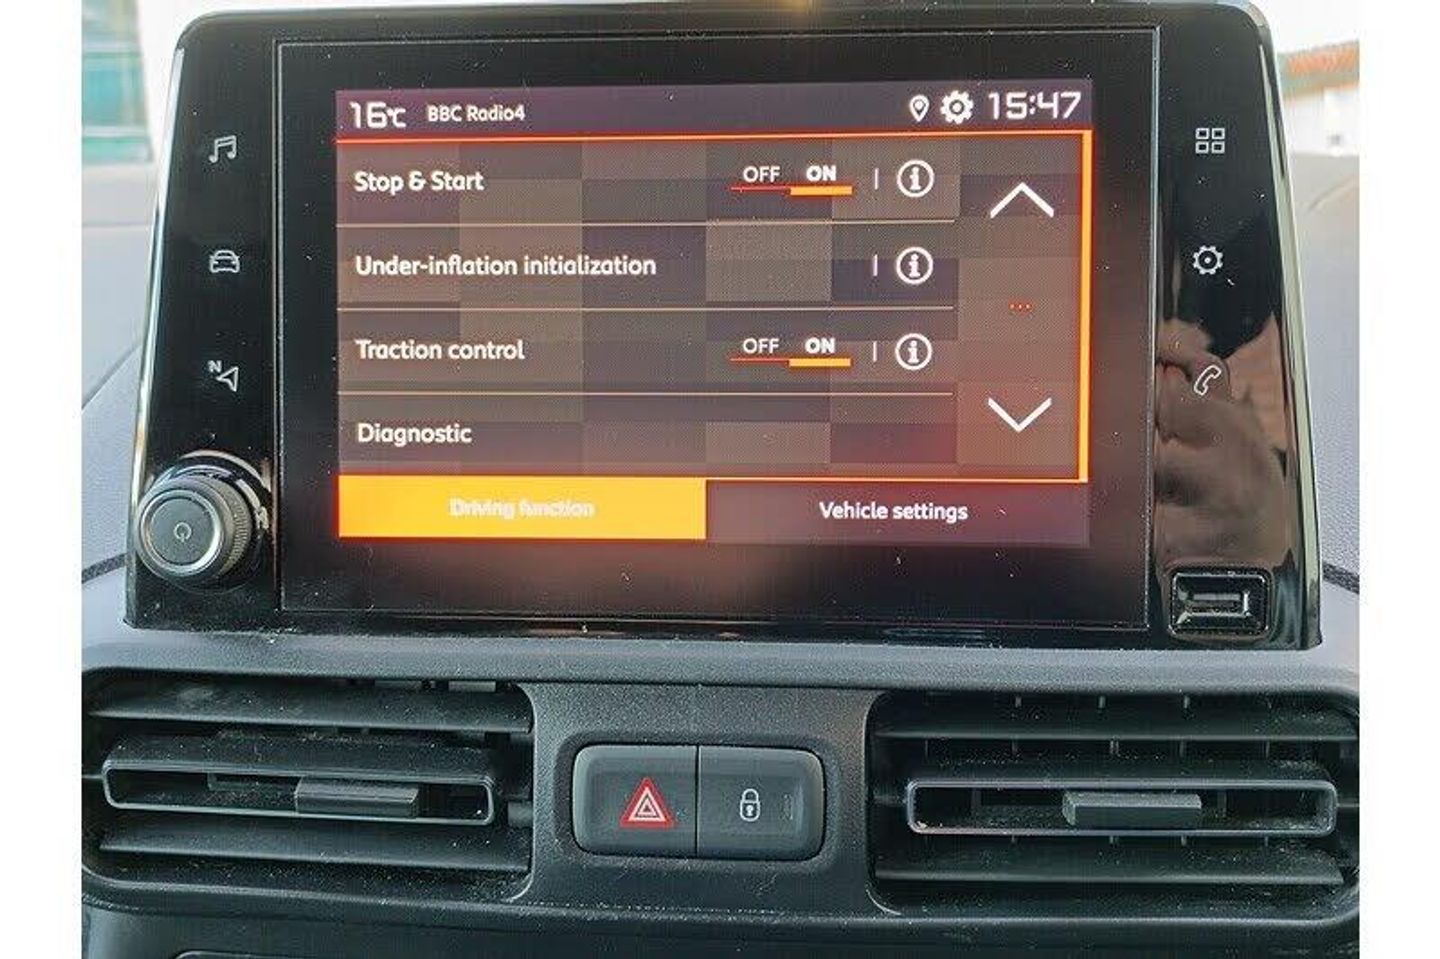 16°C BBC Radio4 15:47
Stop & Start OFF ON
Under-inflation initialization
Traction control OFF ON
Diagnostic
Driving function Vehicle settings
N